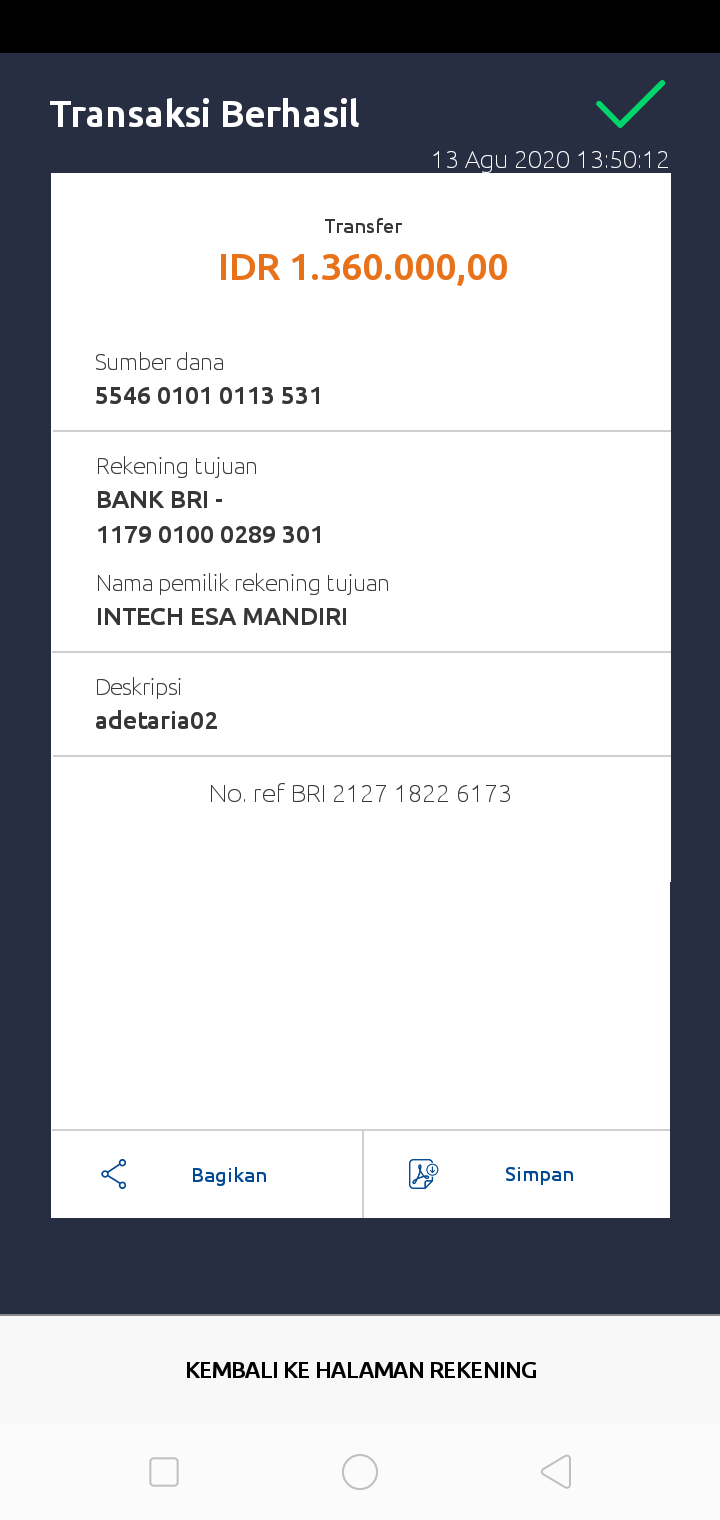 Transaksi Berhasil
13 Agu 2020 13:50:12
Transfer
IDR 1.360.000,00
Sumber dana
5546 0101 0113 531
Rekening tujuan
BANK BRI -
1179 0100 0289 301
Nama pemilik rekening tujuan
INTECH ESA MANDIRI
Deskripsi
adetaria02
No. ref BRI 2127 1822 6173
Bagikan
Simpan
KEMBALI KE HALAMAN REKENING